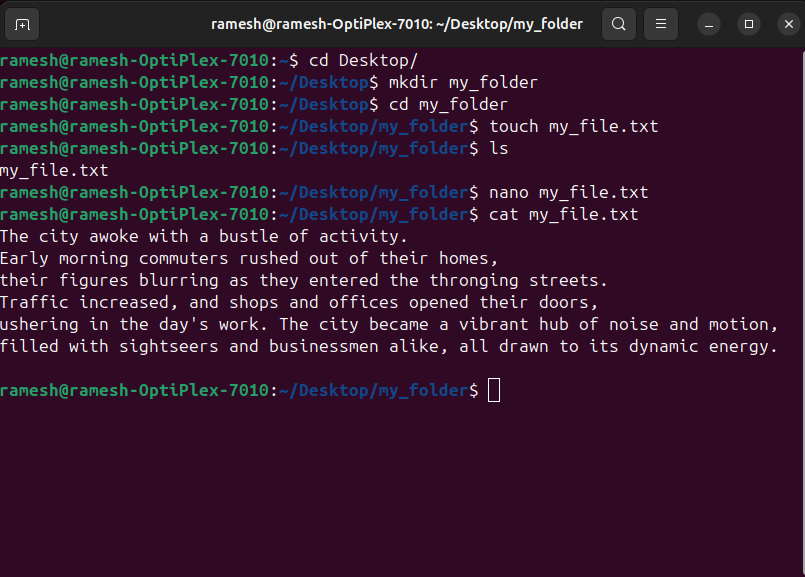 ramesh@ramesh-OptiPlex-7010: ~/Desktop/my_folder
ramesh@ramesh-OptiPlex-7010:~$ cd Desktop/
ramesh@ramesh-OptiPlex-7010:~/Desktop$ mkdir my_folder
ramesh@ramesh-OptiPlex-7010:~/Desktop$ cd my_folder
ramesh@ramesh-OptiPlex-7010:~/Desktop/my_folder$ touch my_file.txt
ramesh@ramesh-OptiPlex-7010:~/Desktop/my_folder$ ls
my_file.txt
ramesh@ramesh-OptiPlex-7010:~/Desktop/my_folder$ nano my_file.txt
ramesh@ramesh-OptiPlex-7010:~/Desktop/my_folder$ cat my_file.txt
The city awoke with a bustle of activity.
Early morning commuters rushed out of their homes,
their figures blurring as they entered the thronging streets.
Traffic increased, and shops and offices opened their doors,
ushering in the day's work. The city became a vibrant hub of noise and motion,
filled with sightseers and businessmen alike, all drawn to its dynamic energy.
ramesh@ramesh-OptiPlex-7010:~/Desktop/my_folder$